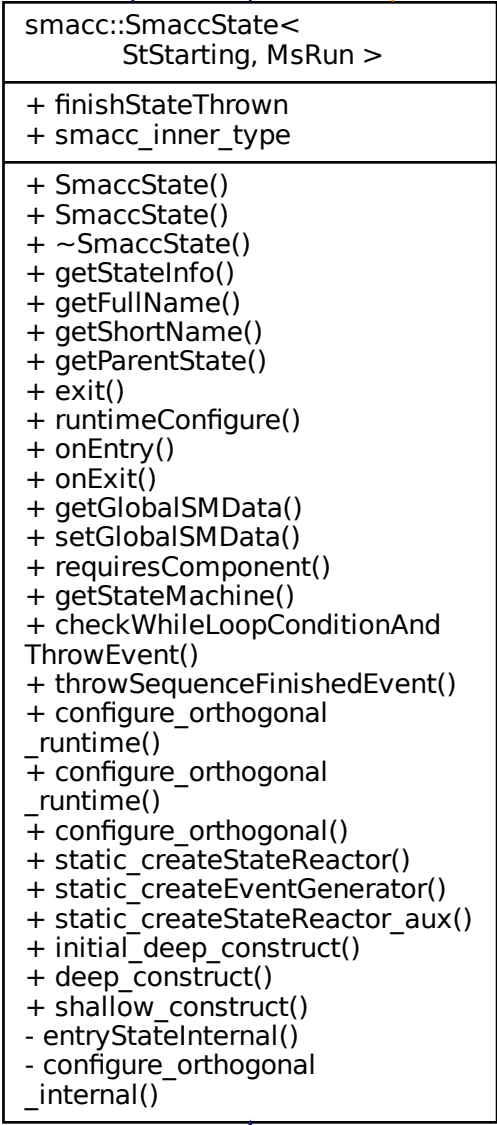 smacc::SmaccState<
StStarting, MsRun >
+ finishStateThrown
+ smacc_inner_type
+ SmaccState()
+ SmaccState()
+ ~SmaccState()
+ getStateInfo()
+ getFullName()
+ getShortName()
+ getParentState()
+ exit()
+ runtimeConfigure()
+ onEntry()
+ onExit()
+ getGlobalSMData()
+ setGlobalSMData()
+ requiresComponent()
+ getStateMachine()
+ checkWhileLoopConditionAnd
ThrowEvent()
+ throwSequenceFinishedEvent()
+ configure_orthogonal
_runtime()
+ configure_orthogonal
_runtime()
+ configure_orthogonal()
+ static_createStateReactor()
+ static_createEventGenerator()
+ static_createStateReactor_aux()
+ initial_deep_construct()
+ deep_construct()
+ shallow_construct()
- entryStateInternal()
- configure_orthogonal
_internal()